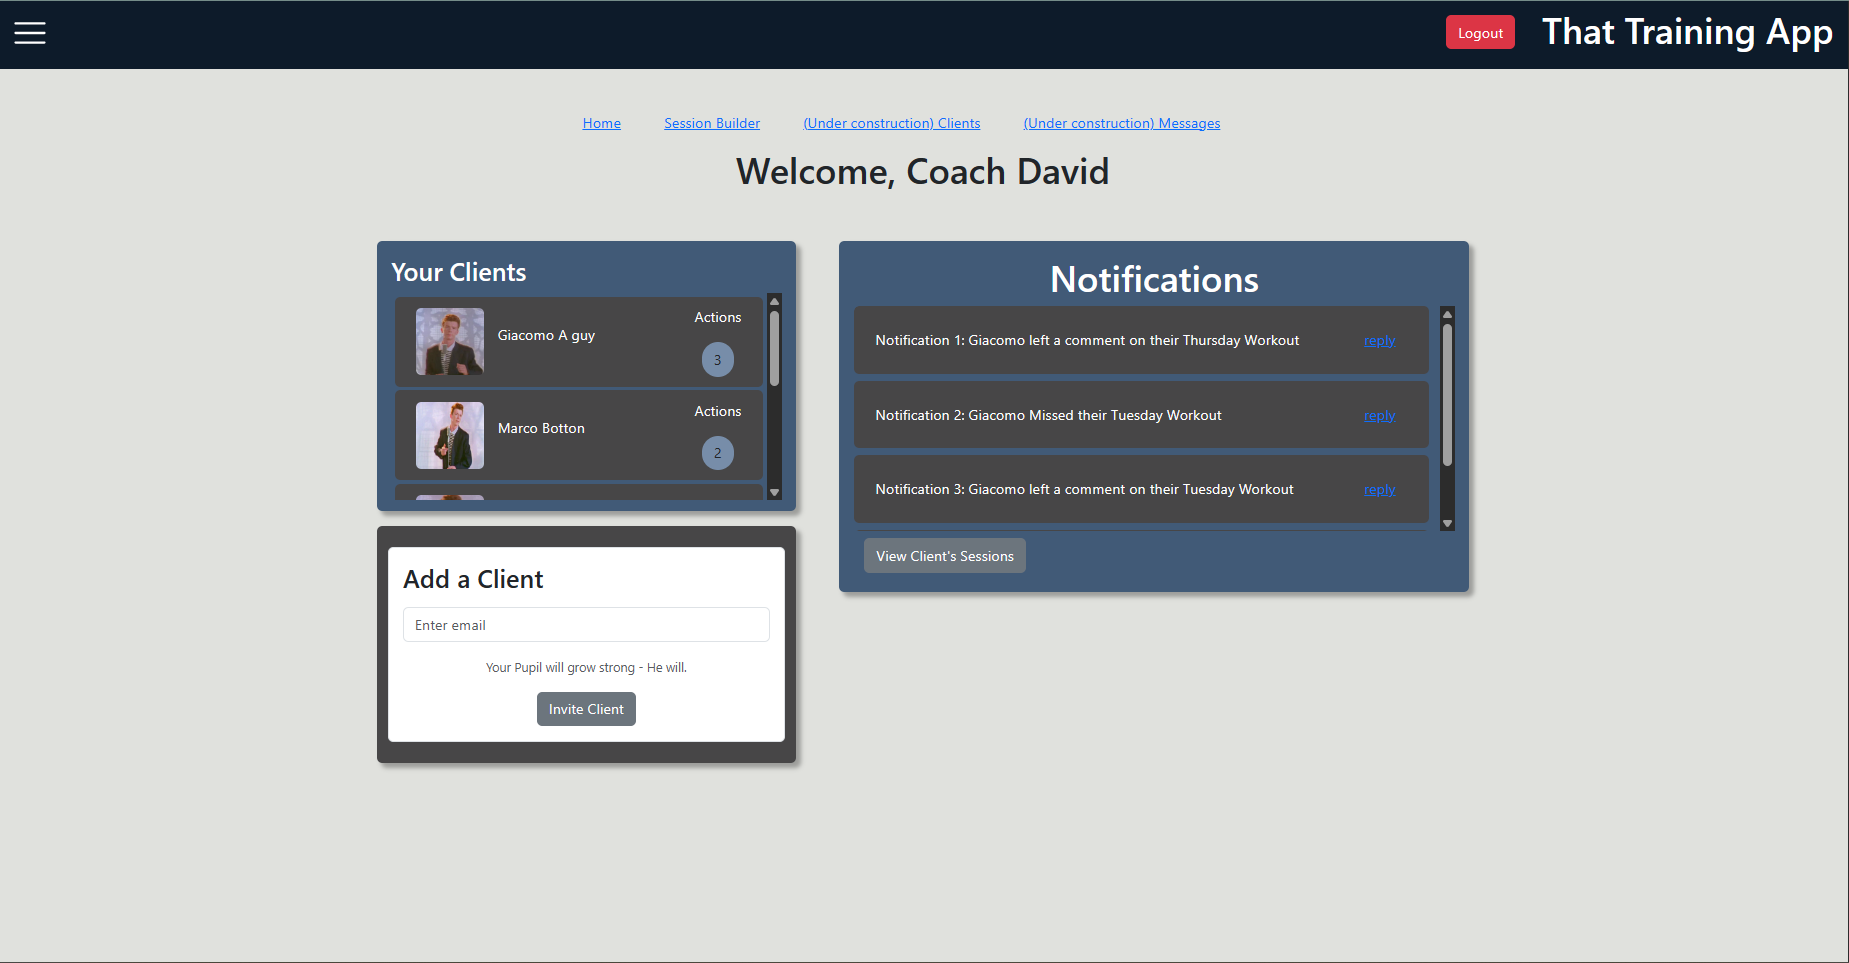 Logout
That Training App
Home
Session Builder
(Under construction) Clients
(Under construction) Messages
Welcome, Coach David
Your Clients
Giacomo A guy
Actions
3
Marco Botton
Actions
2
Add a Client
Enter email
Your Pupil will grow strong - He will.
Invite Client
Notifications
Notification 1: Giacomo left a comment on their Thursday Workout
reply
Notification 2: Giacomo Missed their Tuesday Workout
reply
Notification 3: Giacomo left a comment on their Tuesday Workout
reply
View Client's Sessions